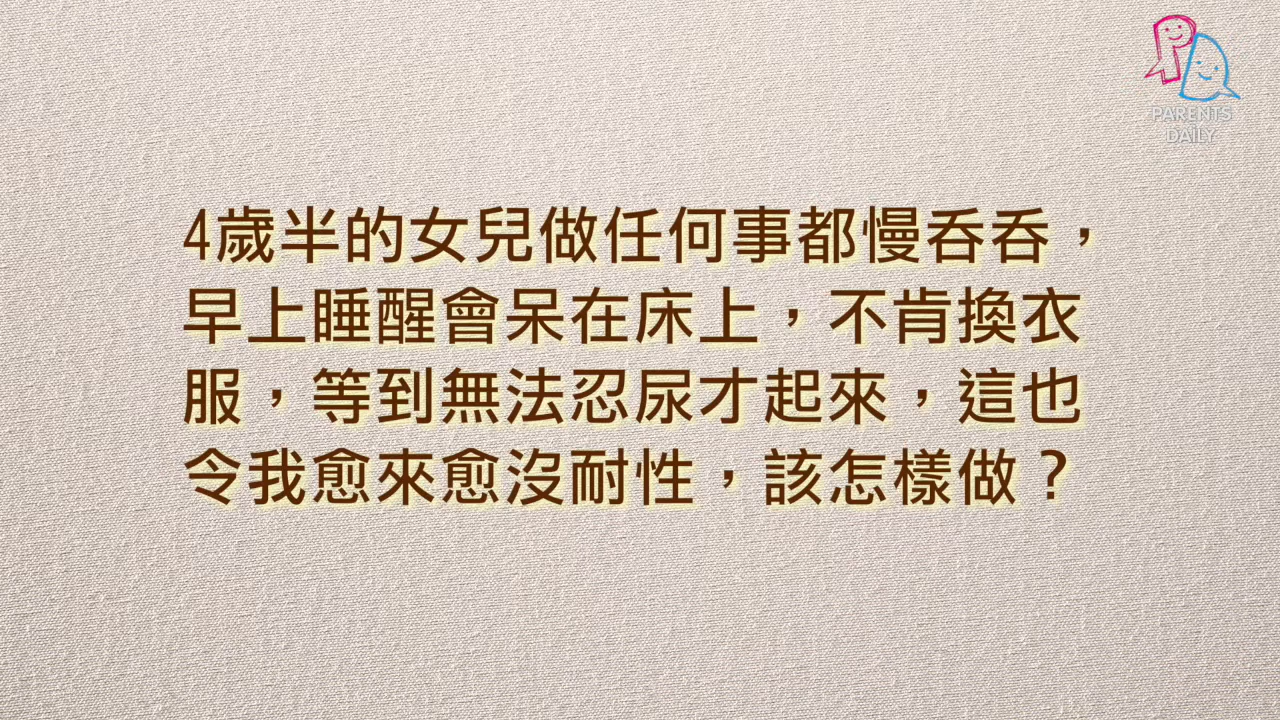 PARENTS
DAILY
4歲半的女兒做任何事都慢吞吞，
早上睡醒會呆在床上，不肯換衣
服，等到無法忍尿才起來，這也
令我愈來愈沒耐性，該怎樣做？